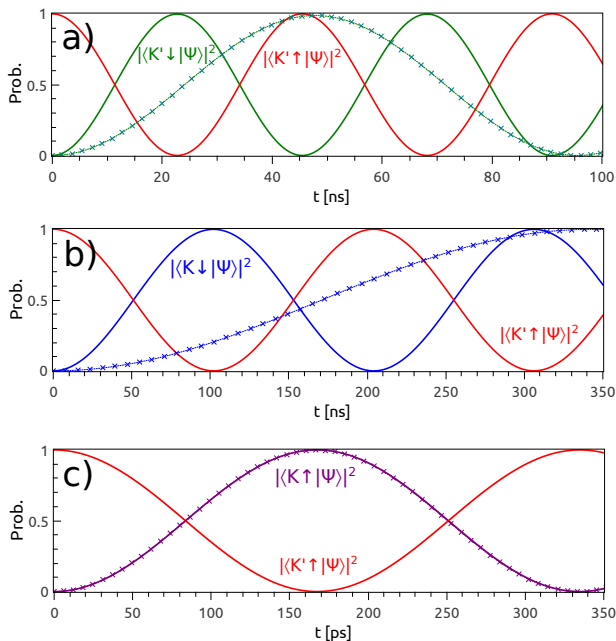 a)
Prob.
1
0.5
0
|⟨K'↓|Ψ⟩|²
|⟨K'↑|Ψ⟩|²
0 20 40 60 80 100
t [ns]
b)
Prob.
1
0.5
0
|⟨K↓|Ψ⟩|²
|⟨K'↑|Ψ⟩|²
0 50 100 150 200 250 300 350
t [ns]
c)
Prob.
1
0.5
0
|⟨K↑|Ψ⟩|²
|⟨K'↑|Ψ⟩|²
0 50 100 150 200 250 300 350
t [ps]